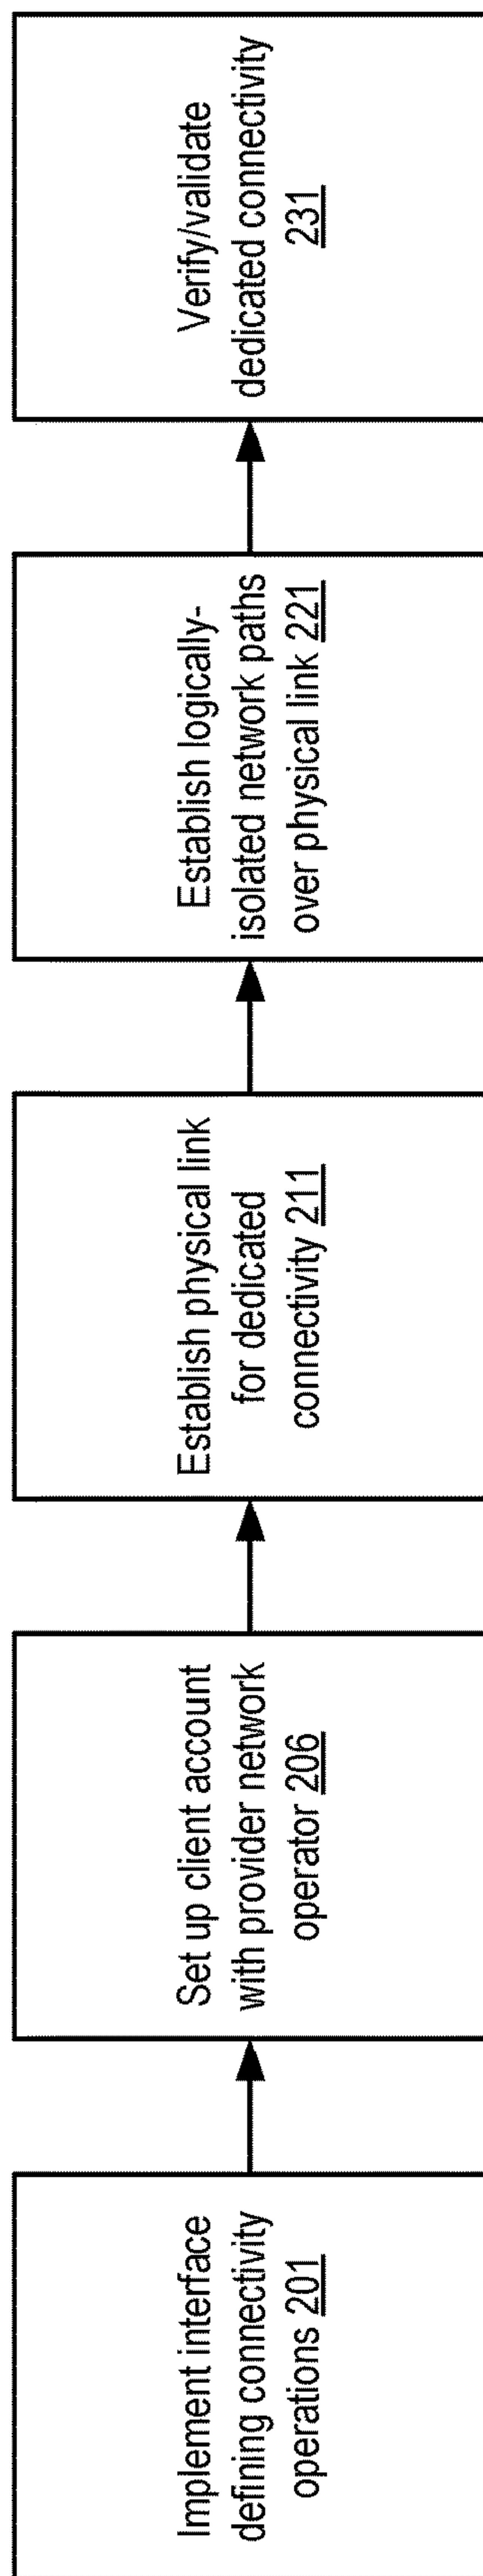 Implement interface
defining connectivity
operations 201
Set up client account
with provider network
operator 206
Establish physical link
for dedicated
connectivity 211
Establish logically-
isolated network paths
over physical link 221
Verify/validate
dedicated connectivity
231